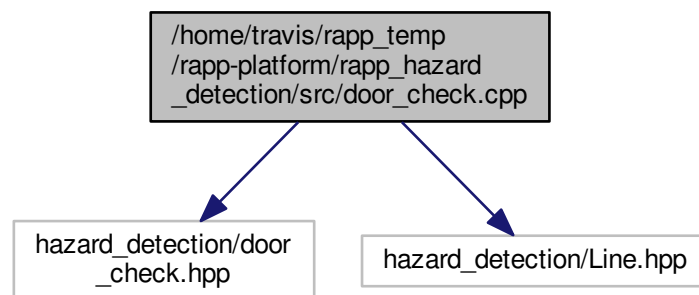 /home/travis/rapp_temp
/rapp-platform/rapp_hazard
_detection/src/door_check.cpp
hazard_detection/door
_check.hpp
hazard_detection/Line.hpp